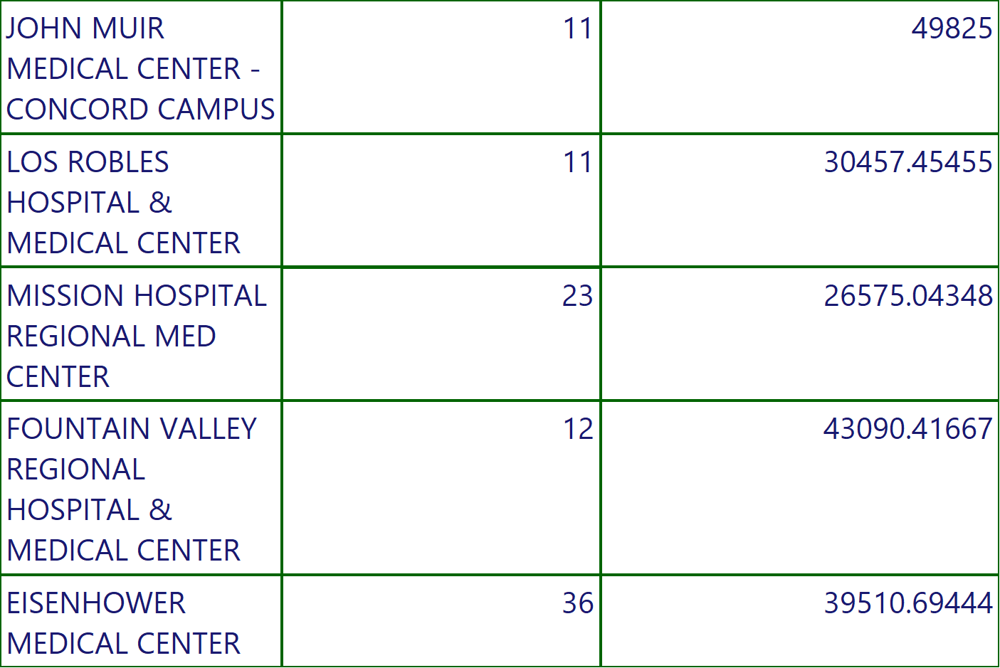 JOHN MUIR 11 49825
MEDICAL CENTER -
CONCORD CAMPUS
LOS ROBLES 11 30457.45455
HOSPITAL &
MEDICAL CENTER
MISSION HOSPITAL 23 26575.04348
REGIONAL MED
CENTER
FOUNTAIN VALLEY 12 43090.41667
REGIONAL
HOSPITAL &
MEDICAL CENTER
EISENHOWER 36 39510.69444
MEDICAL CENTER